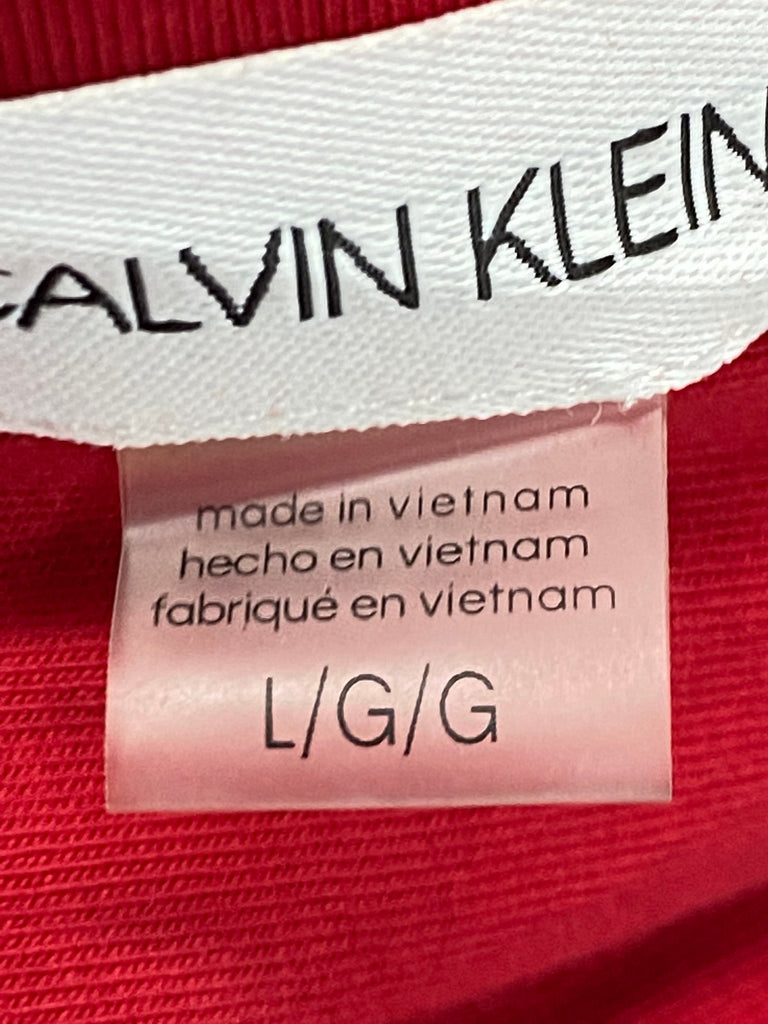 CALVIN KLEIN
made in vietnam
hecho en vietnam
fabriqué en vietnam
L/G/G